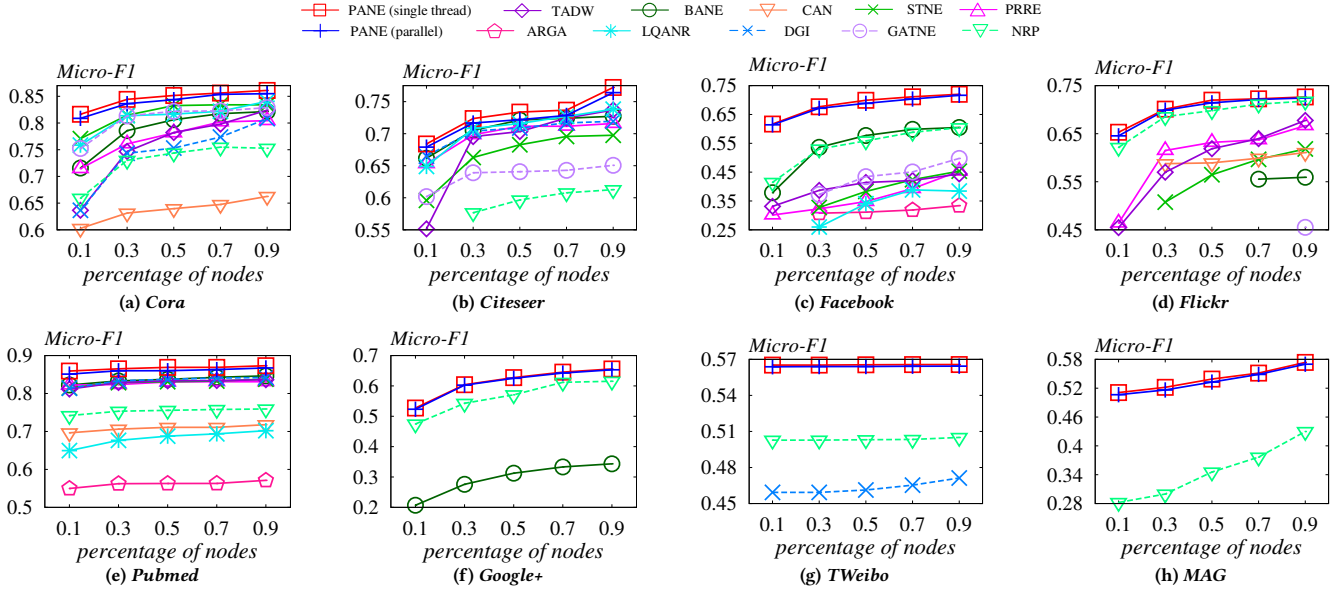 PANE (single thread) TADW BANE CAN STNE PRRE
PANE (parallel) ARGA LQANR DGI GATNE NRP
Micro-F1
0.85
0.8
0.75
0.7
0.65
0.6
0.1 0.3 0.5 0.7 0.9
percentage of nodes
(a) Cora
Micro-F1
0.75
0.7
0.65
0.6
0.55
0.1 0.3 0.5 0.7 0.9
percentage of nodes
(b) Citeseer
Micro-F1
0.75
0.65
0.55
0.45
0.35
0.25
0.1 0.3 0.5 0.7 0.9
percentage of nodes
(c) Facebook
Micro-F1
0.75
0.65
0.55
0.45
0.1 0.3 0.5 0.7 0.9
percentage of nodes
(d) Flickr
Micro-F1
0.9
0.8
0.7
0.6
0.5
0.1 0.3 0.5 0.7 0.9
percentage of nodes
(e) Pubmed
Micro-F1
0.7
0.6
0.5
0.4
0.3
0.2
0.1 0.3 0.5 0.7 0.9
percentage of nodes
(f) Google+
Micro-F1
0.57
0.54
0.51
0.48
0.45
0.1 0.3 0.5 0.7 0.9
percentage of nodes
(g) TWeibo
Micro-F1
0.58
0.52
0.46
0.4
0.34
0.28
0.1 0.3 0.5 0.7 0.9
percentage of nodes
(h) MAG